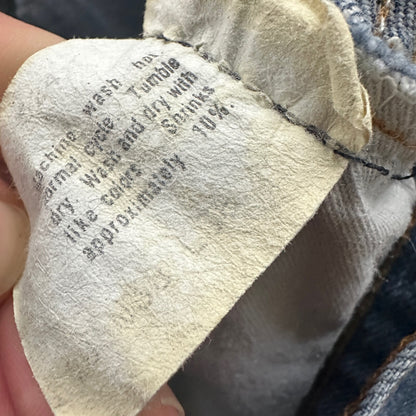 machine wash hot
normal cycle Tumble
dry Wash and dry with
like colors Shrinks
approximately 10%.